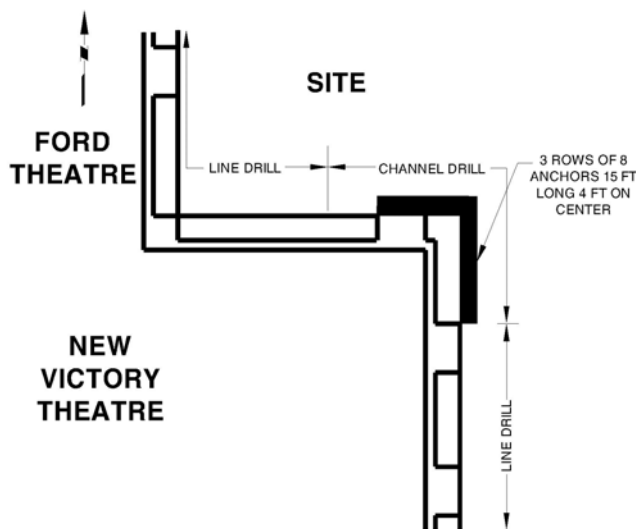 SITE
FORD
THEATRE
LINE DRILL
CHANNEL DRILL
3 ROWS OF 8
ANCHORS 15 FT
LONG 4 FT ON
CENTER
NEW
VICTORY
THEATRE
LINE DRILL